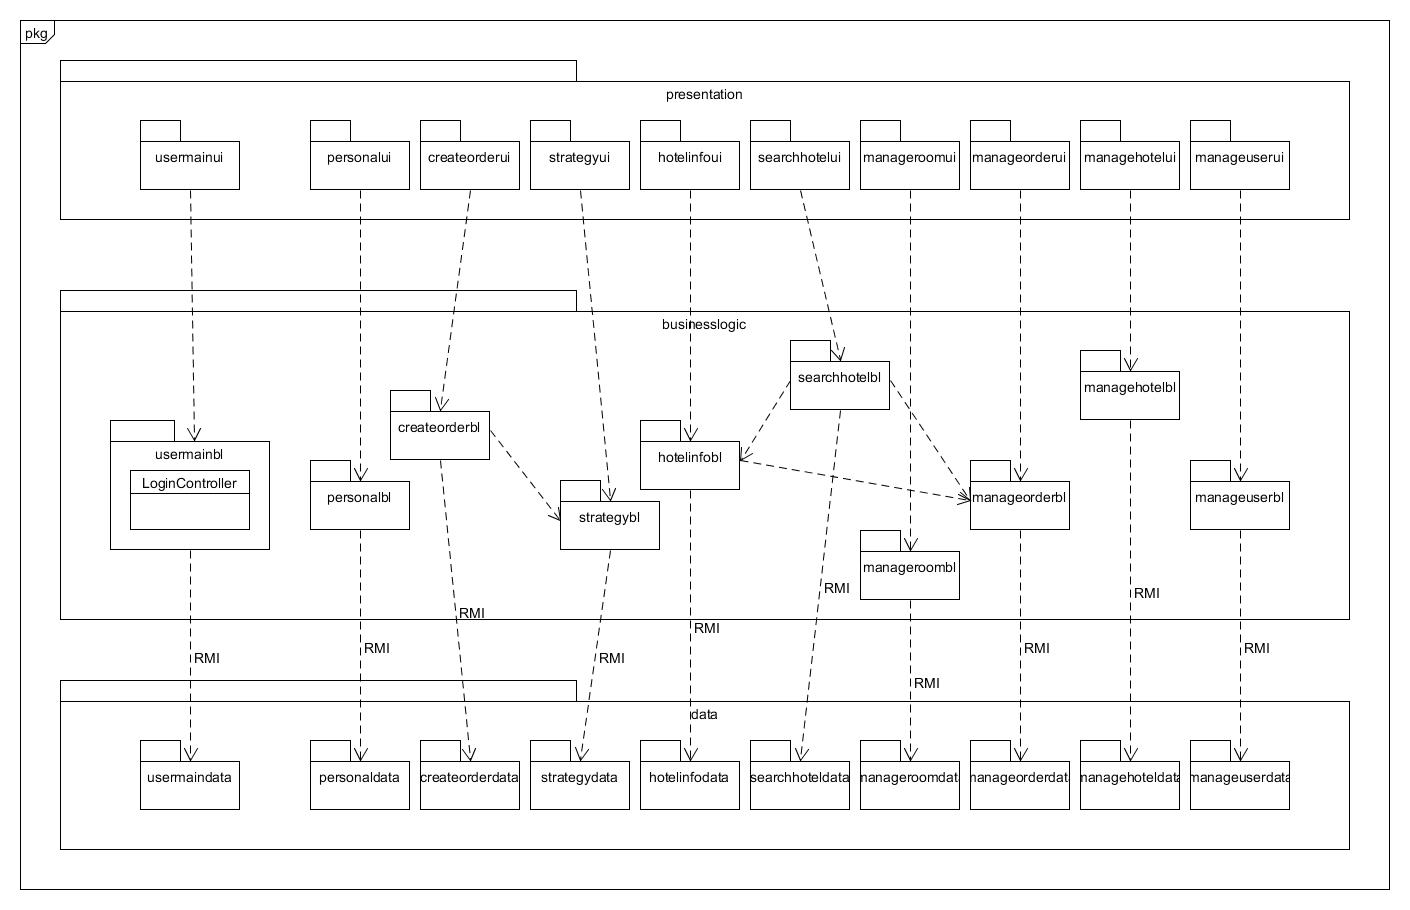 pkg
presentation
usermainui
personalui
createorderui
strategyui
hotelinfoui
searchhotelui
manageroomui
manageorderui
managehotelui
manageuserui
businesslogic
searchhotelbl
managehotelbl
createorderbl
usermainbl
hotelinfobl
LoginController
personalbl
manageorderbl
manageuserbl
strategybl
manageroombl
RMI
RMI
RMI
RMI
RMI
RMI
RMI
RMI
RMI
RMI
data
usermaindata
personaldata
createorderdata
strategydata
hotelinfodata
searchhoteldata
manageroomdata
manageorderdata
managehoteldata
manageuserdata